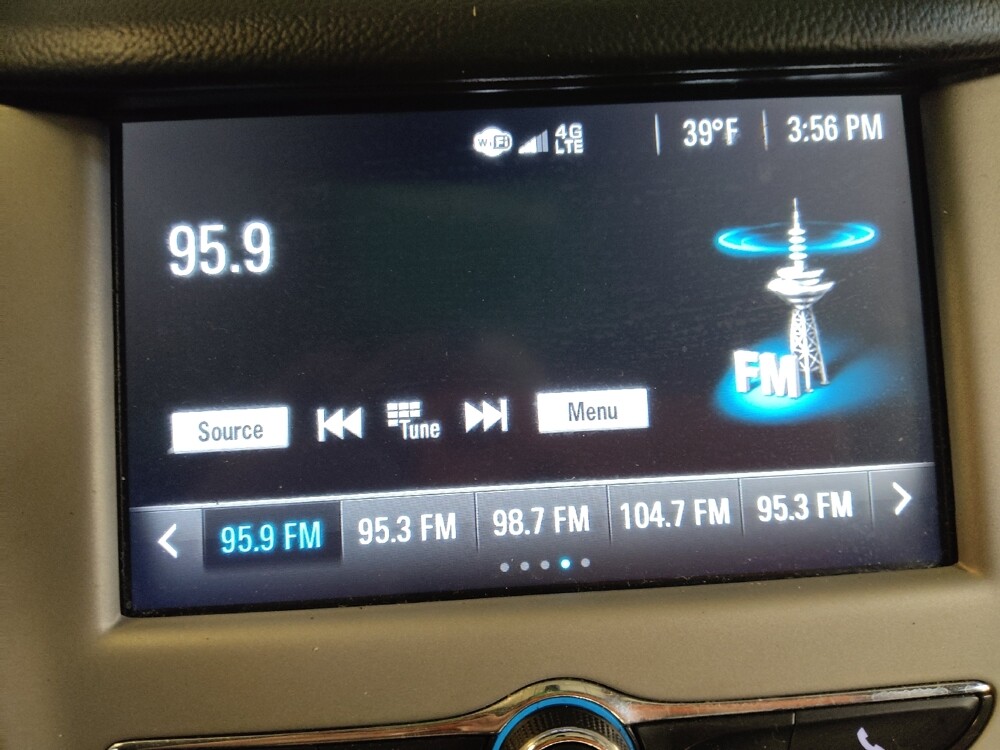 WiFi 4G LTE 39°F 3:56 PM
95.9
FM
Source Tune Menu
95.9 FM 95.3 FM 98.7 FM 104.7 FM 95.3 FM